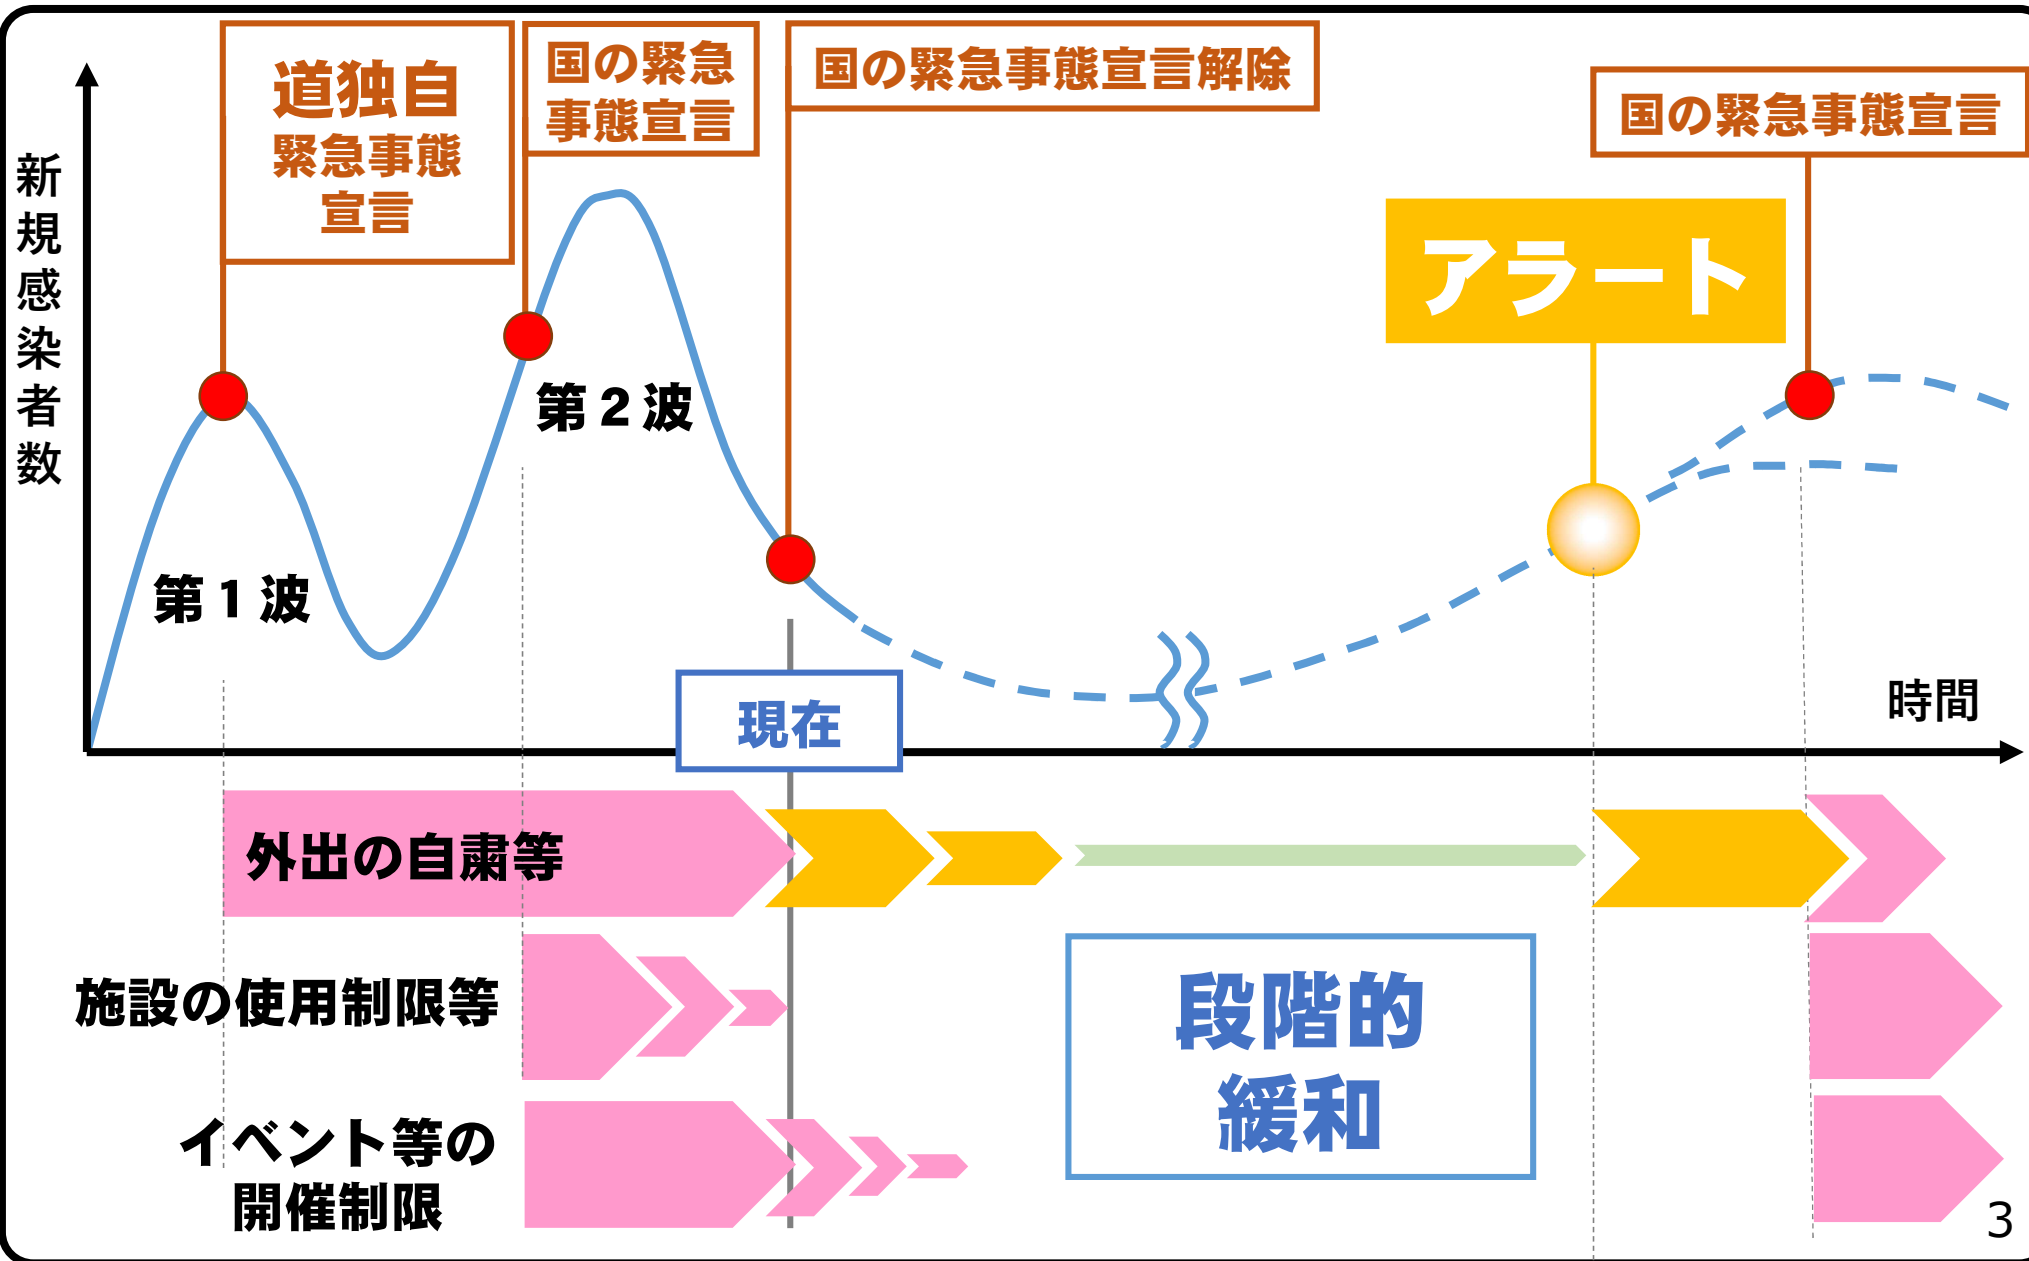 道独自
緊急事態
宣言
国の緊急
事態宣言
国の緊急事態宣言解除
国の緊急事態宣言
アラート
新規感染者数
第2波
第1波
現在
時間
外出の自粛等
施設の使用制限等
イベント等の
開催制限
段階的
緩和
3